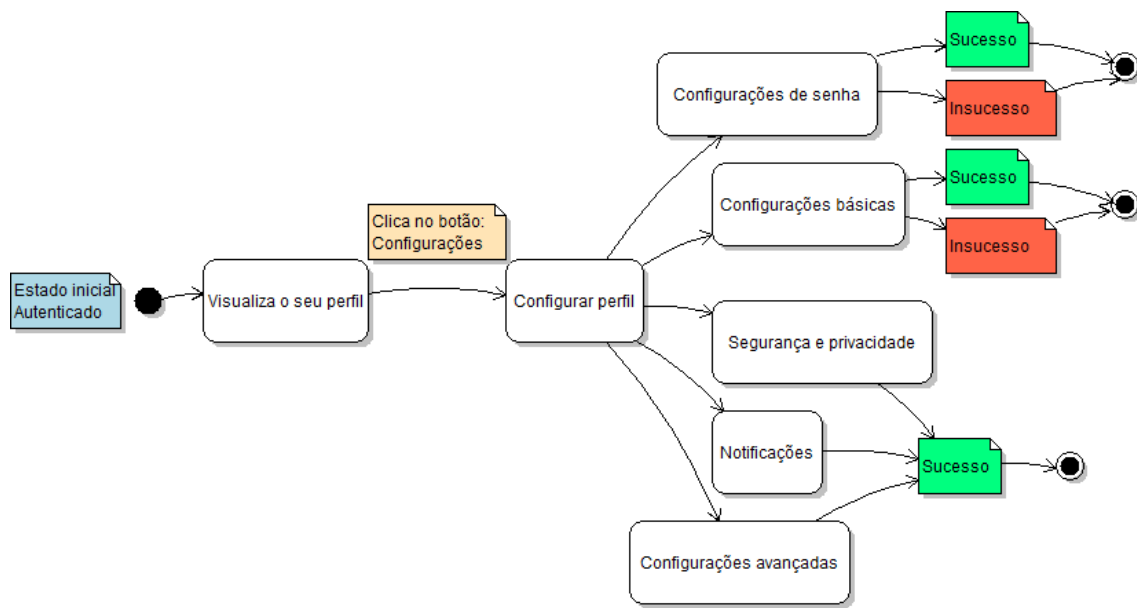 Estado inicial
Autenticado
Visualiza o seu perfil
Clica no botão:
Configurações
Configurar perfil
Configurações de senha
Sucesso
Insucesso
Configurações básicas
Sucesso
Insucesso
Segurança e privacidade
Notificações
Configurações avançadas
Sucesso